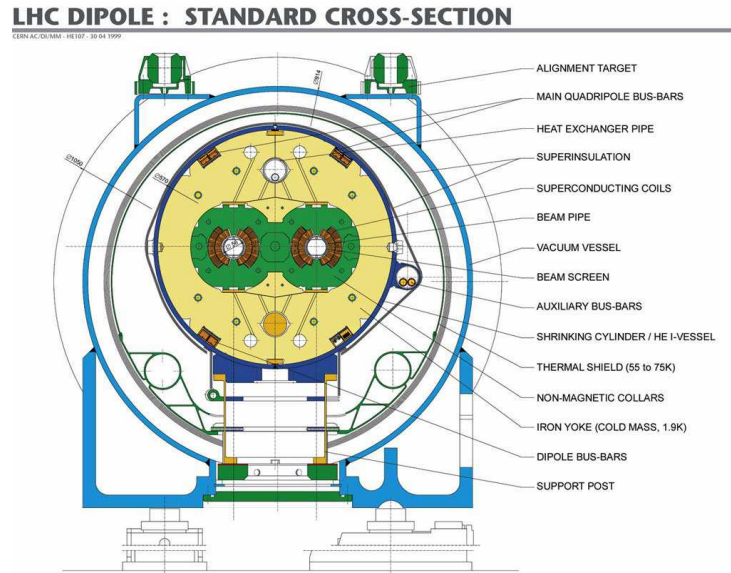 LHC DIPOLE : STANDARD CROSS-SECTION
CERN AC/DI/MM - HE107 - 30 04 1999
ALIGNMENT TARGET
MAIN QUADRIPOLE BUS-BARS
HEAT EXCHANGER PIPE
SUPERINSULATION
SUPERCONDUCTING COILS
BEAM PIPE
VACUUM VESSEL
BEAM SCREEN
AUXILIARY BUS-BARS
SHRINKING CYLINDER / HE I-VESSEL
THERMAL SHIELD (55 to 75K)
NON-MAGNETIC COLLARS
IRON YOKE (COLD MASS, 1.9K)
DIPOLE BUS-BARS
SUPPORT POST
Ø914
Ø1050
Ø570